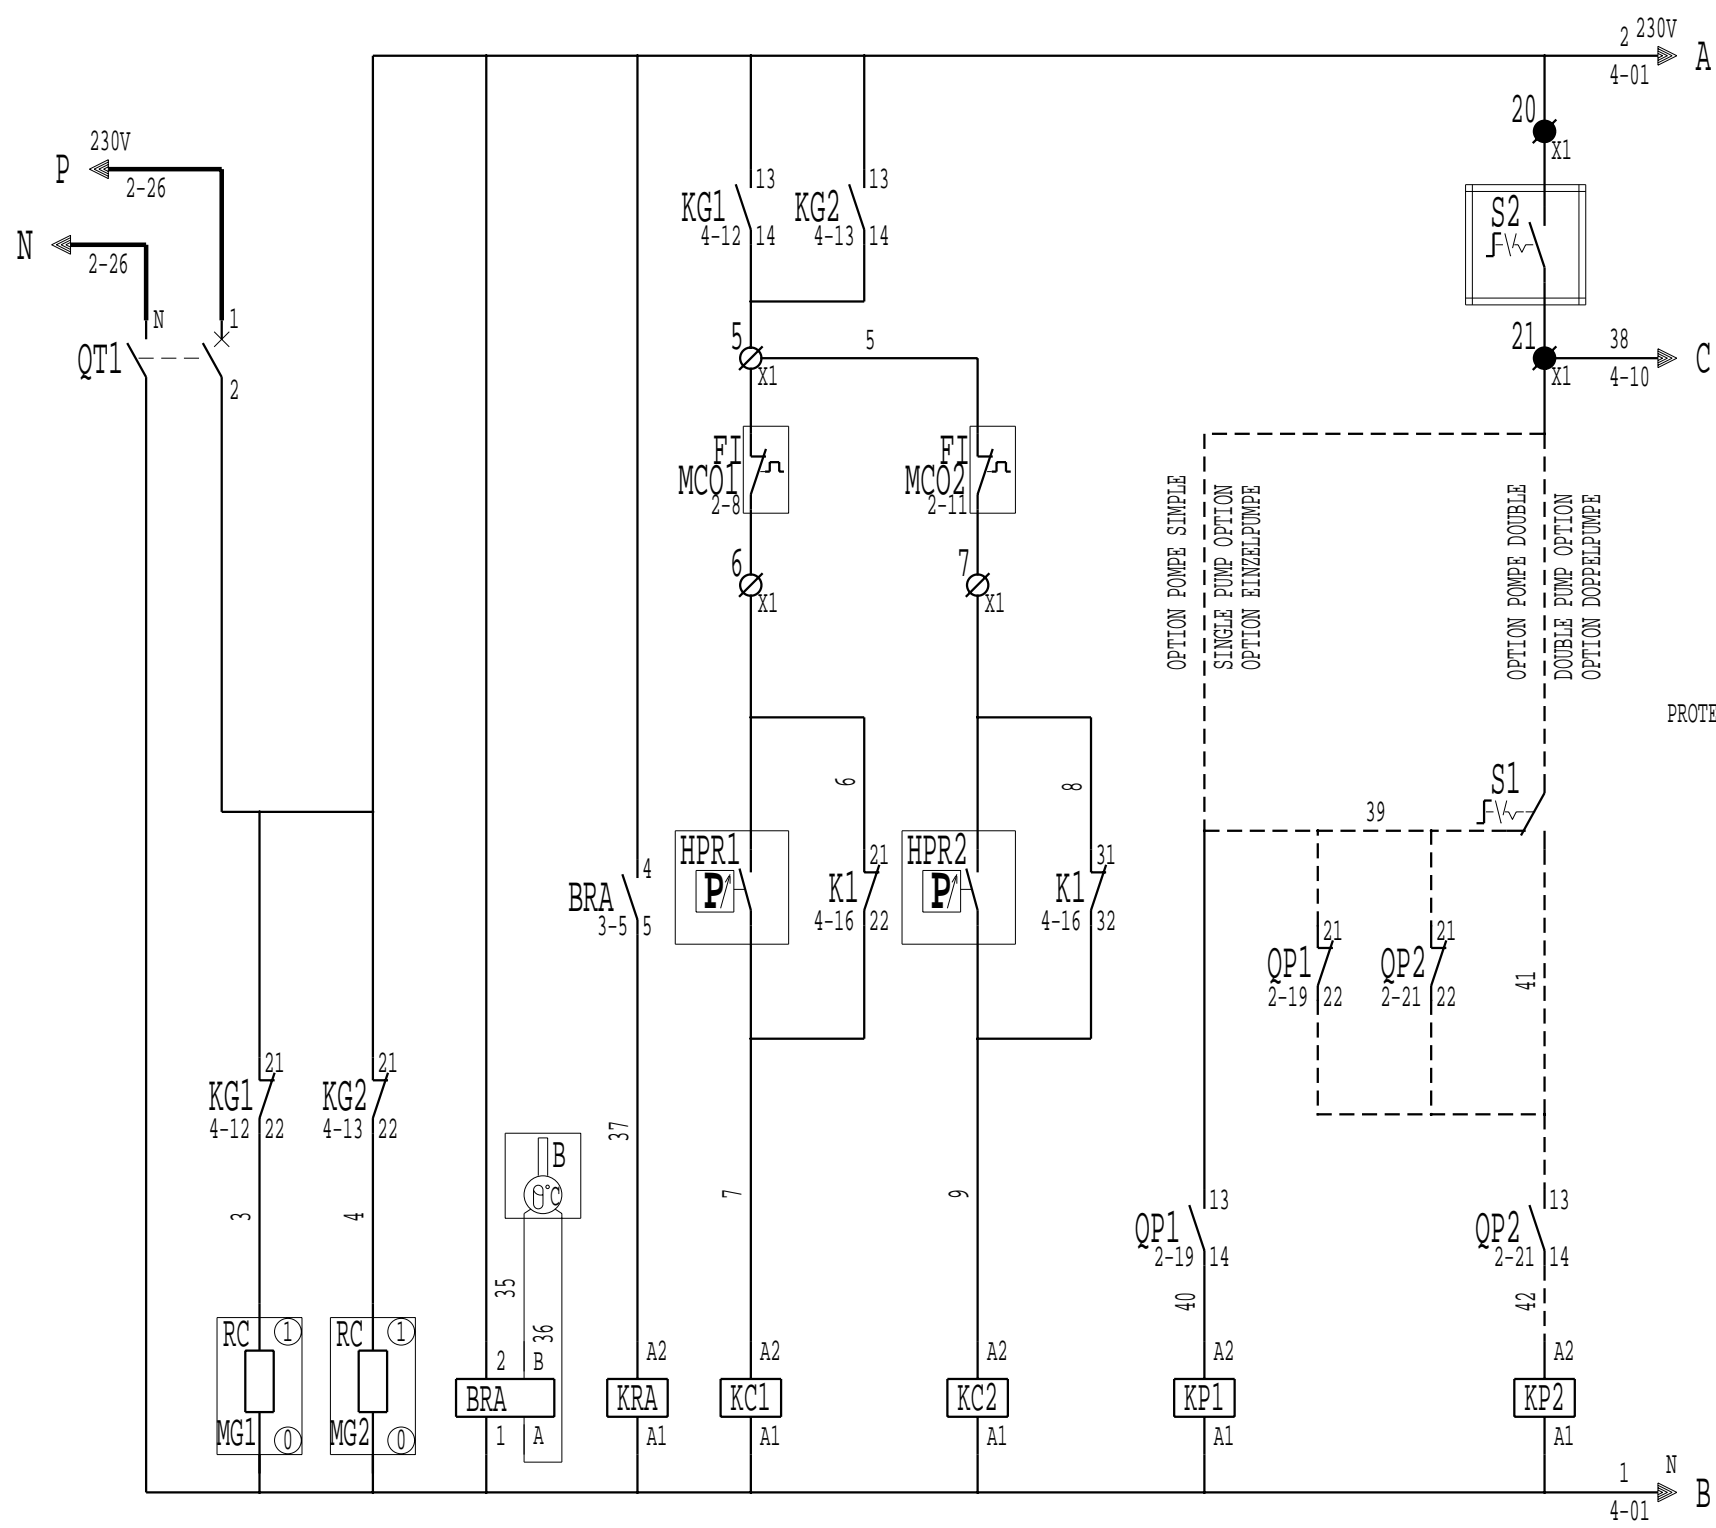 2 230V
4-01
A
20
X1
230V
P
2-26
N
2-26
N
1
QT1
2
13
KG1
4-12 14
13
KG2
4-13 14
S2
5
X1
5
21
X1
38
4-10
C
FI
MCO1
2-8
FI
MCO2
2-11
6
X1
7
X1
OPTION POMPE SIMPLE
SINGLE PUMP OPTION
OPTION EINZELPUMPE
OPTION POMPE DOUBLE
DOUBLE PUMP OPTION
OPTION DOPPELPUMPE
PROTE
6
8
S1
39
4
BRA
3-5 5
HPR1
P
21
K1
4-16 22
HPR2
P
31
K1
4-16 32
21
QP1
2-19 22
21
QP2
2-21 22
41
21
KG1
4-12 22
21
KG2
4-13 22
37
B
θ°C
3
4
7
9
13
QP1
2-19 14
13
QP2
2-21 14
35
36
40
42
RC 1
MG1 0
RC 1
MG2 0
2 B
BRA
1 A
A2
KRA
A1
A2
KC1
A1
A2
KC2
A1
A2
KP1
A1
A2
KP2
A1
1 N
4-01
B